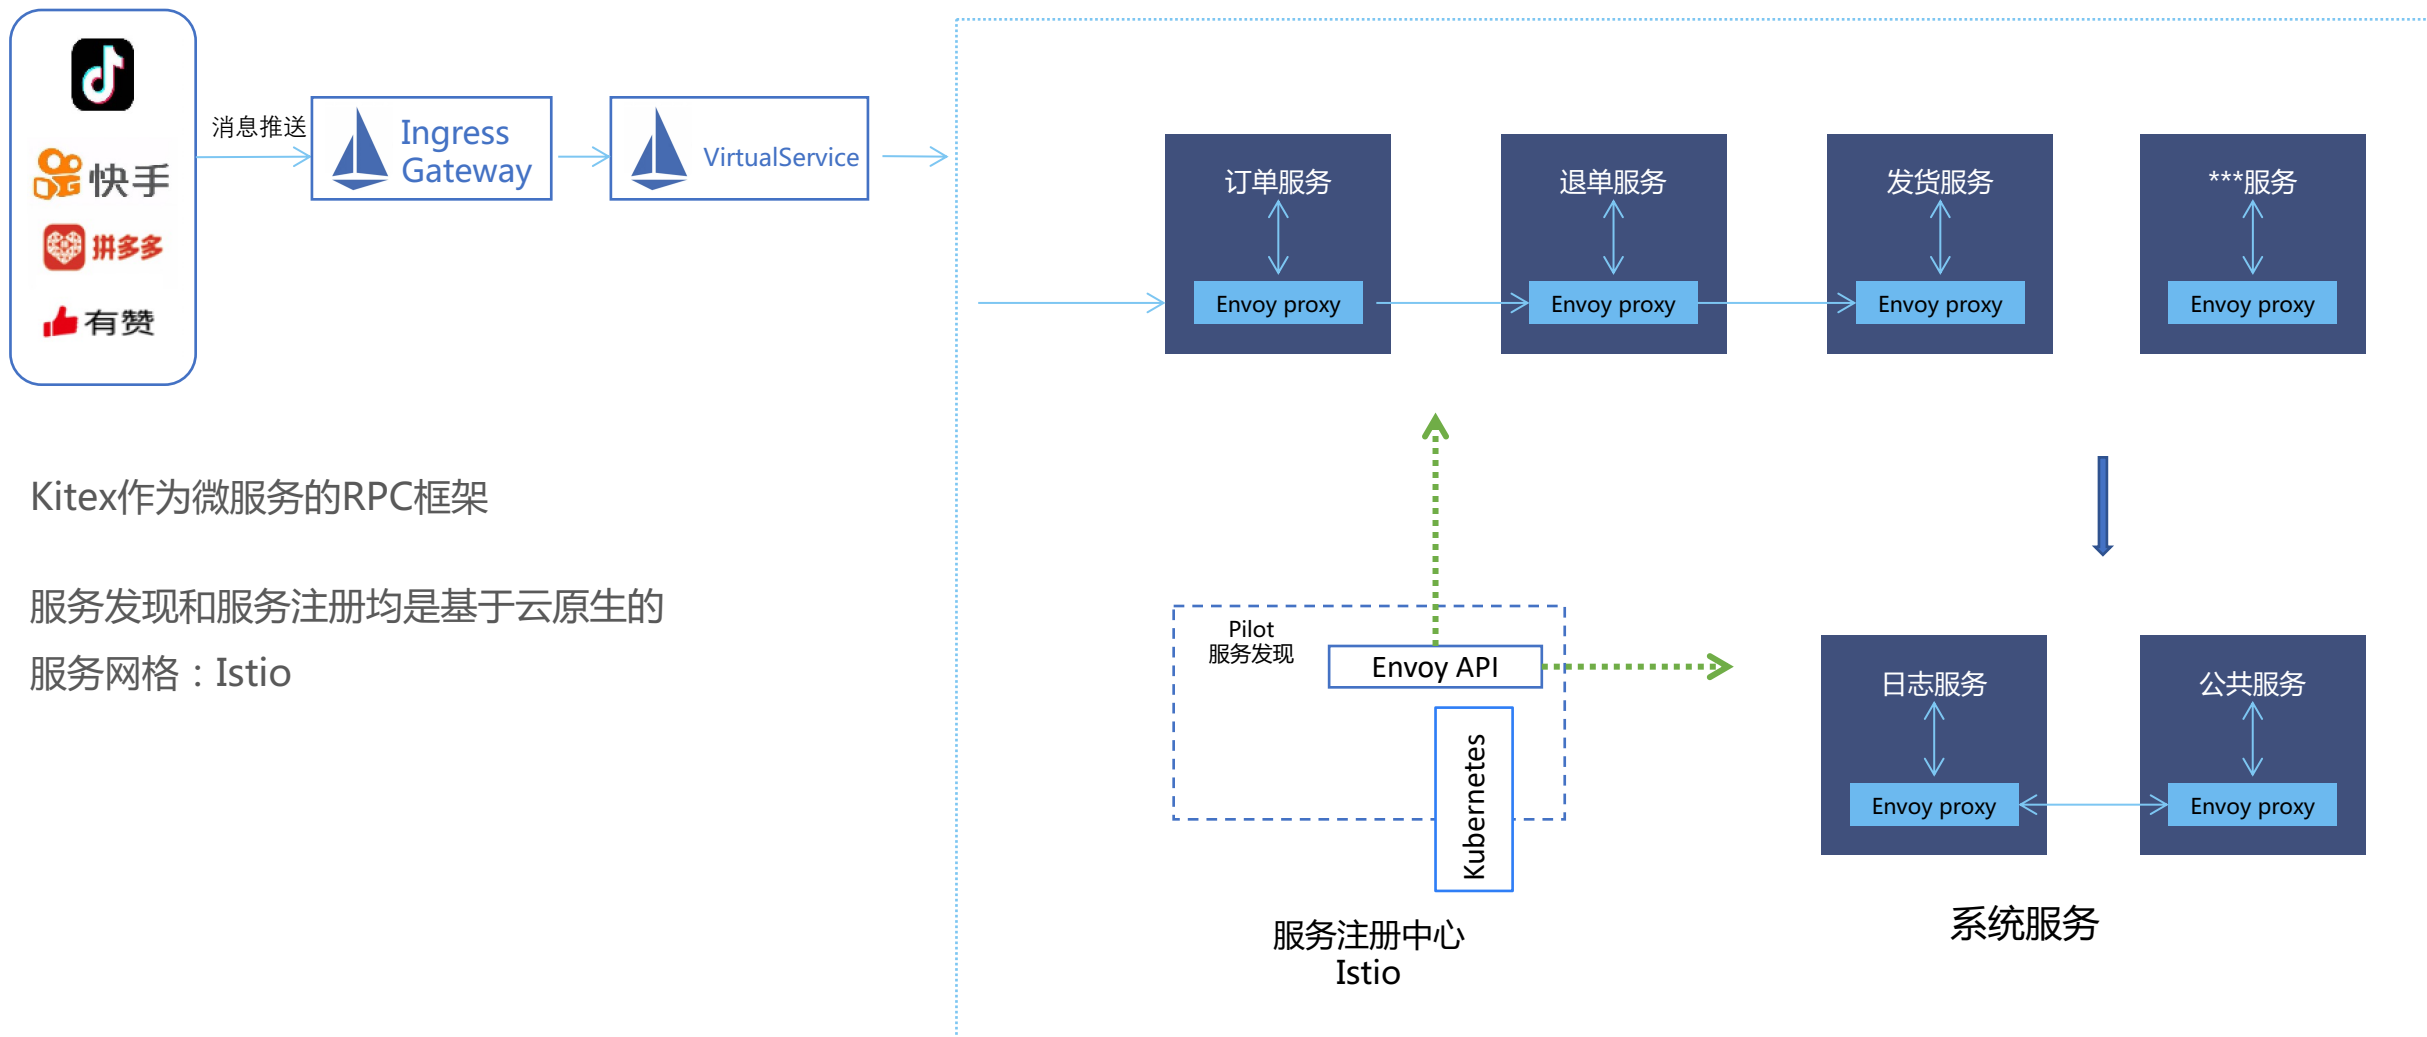 快手
拼多多
有赞
消息推送
Ingress
Gateway
VirtualService
订单服务
Envoy proxy
退单服务
Envoy proxy
发货服务
Envoy proxy
***服务
Envoy proxy
Kitex作为微服务的RPC框架
服务发现和服务注册均是基于云原生的
服务网格：Istio
Pilot
服务发现
Envoy API
Kubernetes
服务注册中心
Istio
日志服务
Envoy proxy
公共服务
Envoy proxy
系统服务